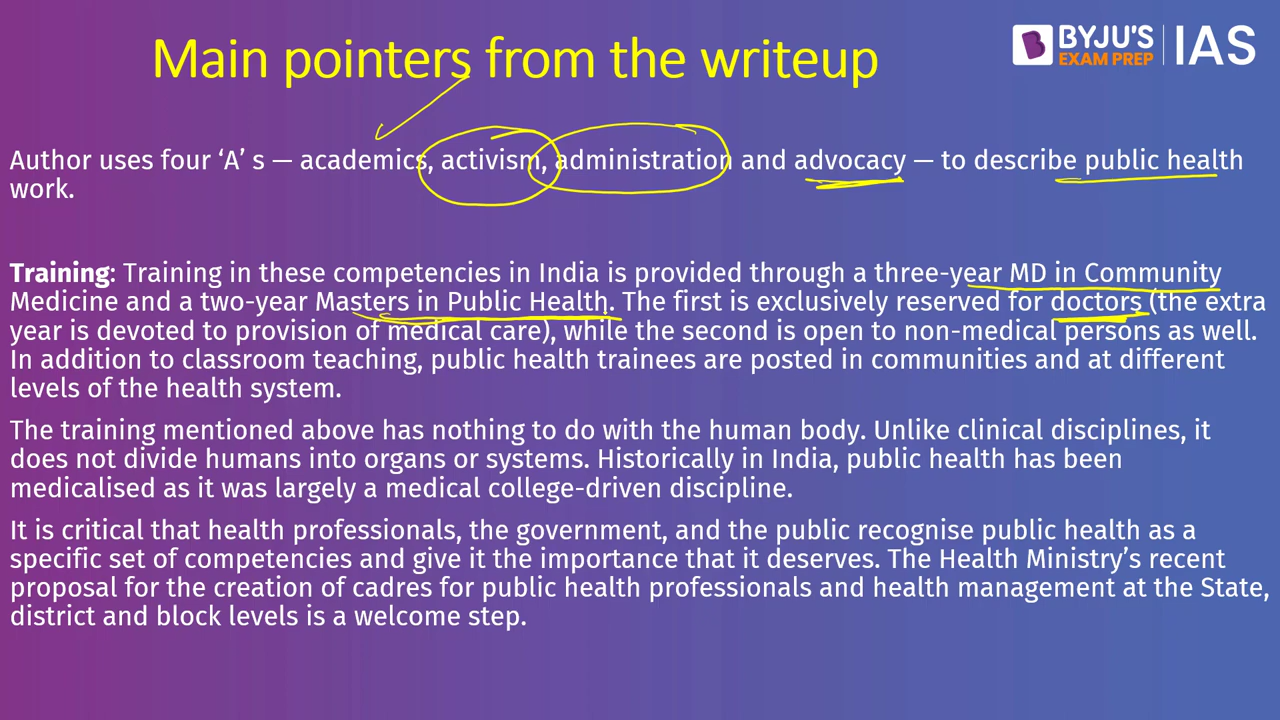 Main pointers from the writeup
BYJU'S
EXAM PREP
IAS
Author uses four ‘A’ s — academics, activism, administration and advocacy — to describe public health
work.
Training: Training in these competencies in India is provided through a three-year MD in Community
Medicine and a two-year Masters in Public Health. The first is exclusively reserved for doctors (the extra
year is devoted to provision of medical care), while the second is open to non-medical persons as well.
In addition to classroom teaching, public health trainees are posted in communities and at different
levels of the health system.
The training mentioned above has nothing to do with the human body. Unlike clinical disciplines, it
does not divide humans into organs or systems. Historically in India, public health has been
medicalised as it was largely a medical college-driven discipline.
It is critical that health professionals, the government, and the public recognise public health as a
specific set of competencies and give it the importance that it deserves. The Health Ministry’s recent
proposal for the creation of cadres for public health professionals and health management at the State,
district and block levels is a welcome step.